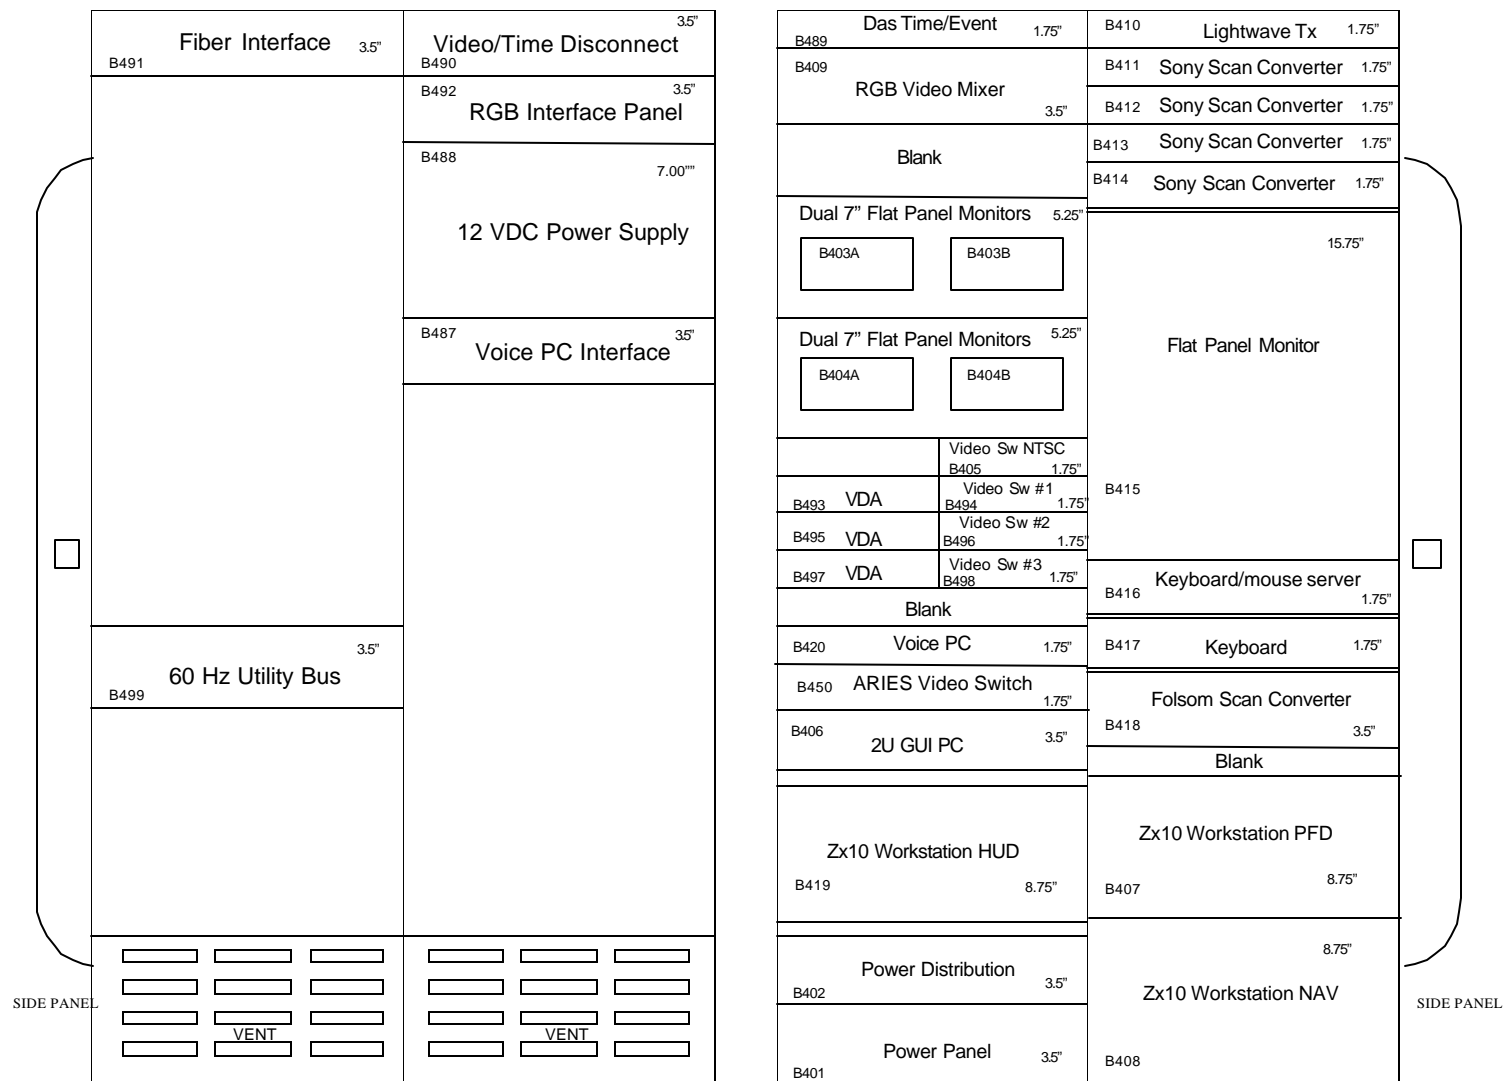 Fiber Interface 3.5"
B491
3.5"
Video/Time Disconnect
B490
B492 3.5"
RGB Interface Panel
B488
7.00""
12 VDC Power Supply
B487 3.5"
Voice PC Interface
3.5"
60 Hz Utility Bus
B499
VENT
VENT
SIDE PANEL
Das Time/Event 1.75"
B489
B409
RGB Video Mixer
3.5"
Blank
Dual 7" Flat Panel Monitors 5.25"
B403A B403B
Dual 7" Flat Panel Monitors 5.25"
B404A B404B
Video Sw NTSC
B405 1.75"
B493 VDA
Video Sw #1
B494 1.75"
B495 VDA
Video Sw #2
B496 1.75"
B497 VDA
Video Sw #3
B498 1.75"
Blank
B420 Voice PC 1.75"
B450 ARIES Video Switch
1.75"
B406 2U GUI PC 3.5"
Zx10 Workstation HUD
B419 8.75"
Power Distribution
B402 3.5"
Power Panel 3.5"
B401
B410 Lightwave Tx 1.75"
B411 Sony Scan Converter 1.75"
B412 Sony Scan Converter 1.75"
B413 Sony Scan Converter 1.75"
B414 Sony Scan Converter 1.75"
15.75"
Flat Panel Monitor
B415
B416 Keyboard/mouse server
1.75"
B417 Keyboard 1.75"
Folsom Scan Converter
B418 3.5"
Blank
Zx10 Workstation PFD
B407 8.75"
8.75"
Zx10 Workstation NAV
B408
SIDE PANEL